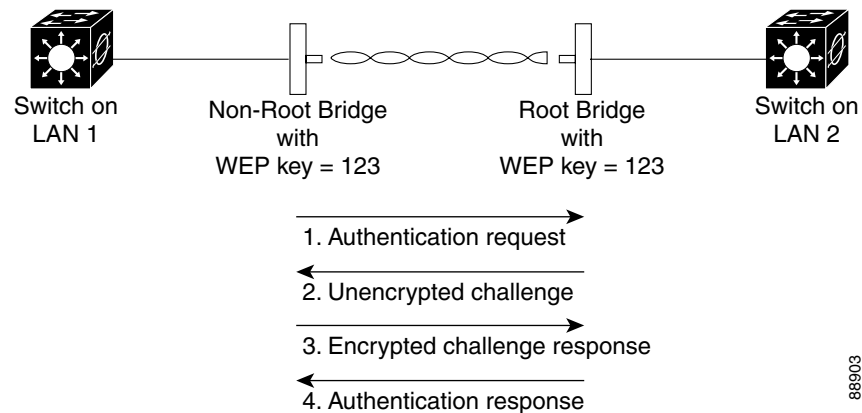 Switch on
LAN 1
Non-Root Bridge
with
WEP key = 123
Root Bridge
with
WEP key = 123
Switch on
LAN 2
1. Authentication request
2. Unencrypted challenge
3. Encrypted challenge response
4. Authentication response
88903